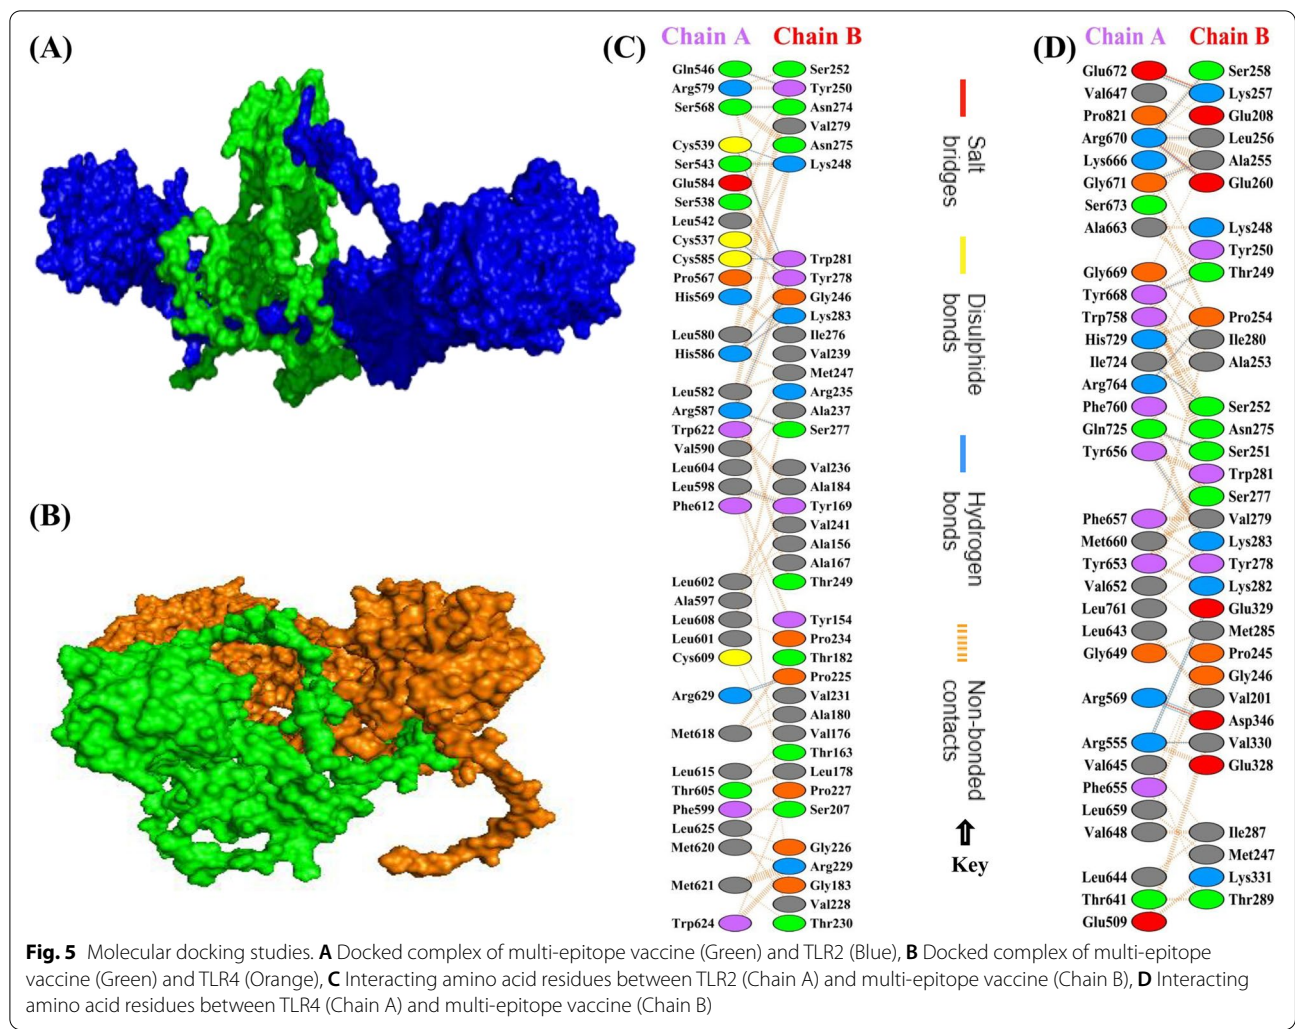 (A)
(B)
(C)
Chain A Chain B
Gln546 Ser252
Arg579 Tyr250
Ser568 Asn274
Val279
Cys539 Asn275
Ser543 Lys248
Glu584
Ser538
Leu542
Cys537
Cys585 Trp281
Pro567 Tyr278
His569 Gly246
Lys283
Leu580 Ile276
His586 Val239
Met247
Leu582 Arg235
Arg587 Ala237
Trp622 Ser277
Val590
Leu604 Val236
Leu598 Ala184
Phe612 Tyr169
Val241
Ala156
Ala167
Leu602 Thr249
Ala597
Leu608 Tyr154
Leu601 Pro234
Cys609 Thr182
Pro225
Arg629 Val231
Ala180
Met618 Val176
Thr163
Leu615 Leu178
Thr605 Pro227
Phe599 Ser207
Leu625
Met620 Gly226
Arg229
Met621 Gly183
Val228
Trp624 Thr230
Salt
bridges
Disulphide
bonds
Hydrogen
bonds
Non-bonded
contacts
Key
(D)
Chain A Chain B
Glu672 Ser258
Val647 Lys257
Pro821 Glu208
Arg670 Leu256
Lys666 Ala255
Gly671 Glu260
Ser673
Ala663 Lys248
Tyr250
Gly669 Thr249
Tyr668
Trp758 Pro254
His729 Ile280
Ile724 Ala253
Arg764
Phe760 Ser252
Gln725 Asn275
Tyr656 Ser251
Trp281
Ser277
Phe657 Val279
Met660 Lys283
Tyr653 Tyr278
Val652 Lys282
Leu761 Glu329
Leu643 Met285
Gly649 Pro245
Gly246
Arg569 Val201
Asp346
Arg555 Val330
Val645 Glu328
Phe655
Leu659
Val648 Ile287
Met247
Leu644 Lys331
Thr641 Thr289
Glu509
Fig. 5 Molecular docking studies. A Docked complex of multi-epitope vaccine (Green) and TLR2 (Blue), B Docked complex of multi-epitope
vaccine (Green) and TLR4 (Orange), C Interacting amino acid residues between TLR2 (Chain A) and multi-epitope vaccine (Chain B), D Interacting
amino acid residues between TLR4 (Chain A) and multi-epitope vaccine (Chain B)